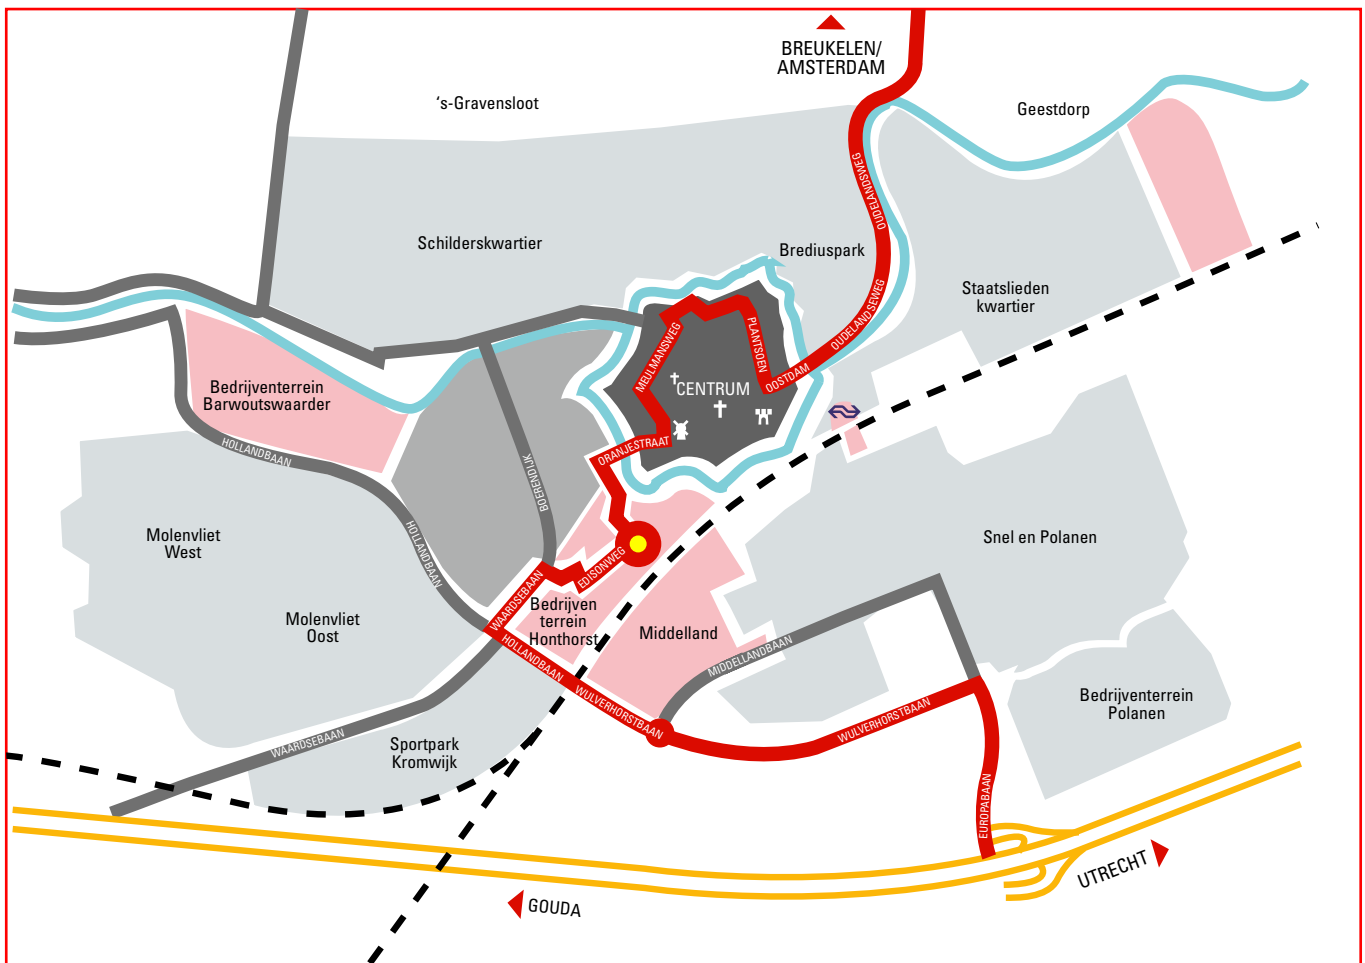 BREUKELEN/
AMSTERDAM
‘s-Gravensloot
Geestdorp
OUDELANDSWEG
Schilderskwartier
Brediuspark
Staatslieden
kwartier
OUDELANDSEWEG
MEULMANSWEG
PLANTSOEN
OOSTDAM
CENTRUM
Bedrijventerrein
Barwoutswaarder
HOLLANDBAAN
ORANJESTRAAT
BOERENDIJK
Molenvliet
West
HOLLANDBAAN
Snel en Polanen
EDISONWEG
WAARDSEBAAN
Bedrijven
terrein
Honthorst
Middelland
Molenvliet
Oost
HOLLANDBAAN
MIDDELLANDBAAN
WULVERHORSTBAAN
WULVERHORSTBAAN
Bedrijventerrein
Polanen
WAARDSEBAAN
Sportpark
Kromwijk
EUROPABAAN
UTRECHT
GOUDA